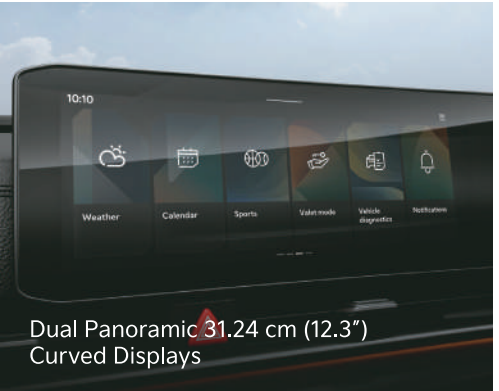 10:10
Weather
Calendar
Sports
Valet mode
Vehicle
diagnostics
Notifications
Dual Panoramic 31.24 cm (12.3”)
Curved Displays